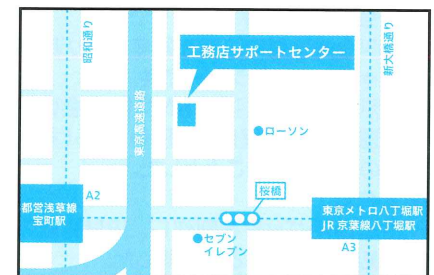 昭和通り
工務店サポートセンター
新大橋通り
東京高速道路
ローソン
桜橋
A2
都営浅草線
宝町駅
東京メトロ八丁堀駅
JR 京葉線八丁堀駅
セブン
イレブン
A3